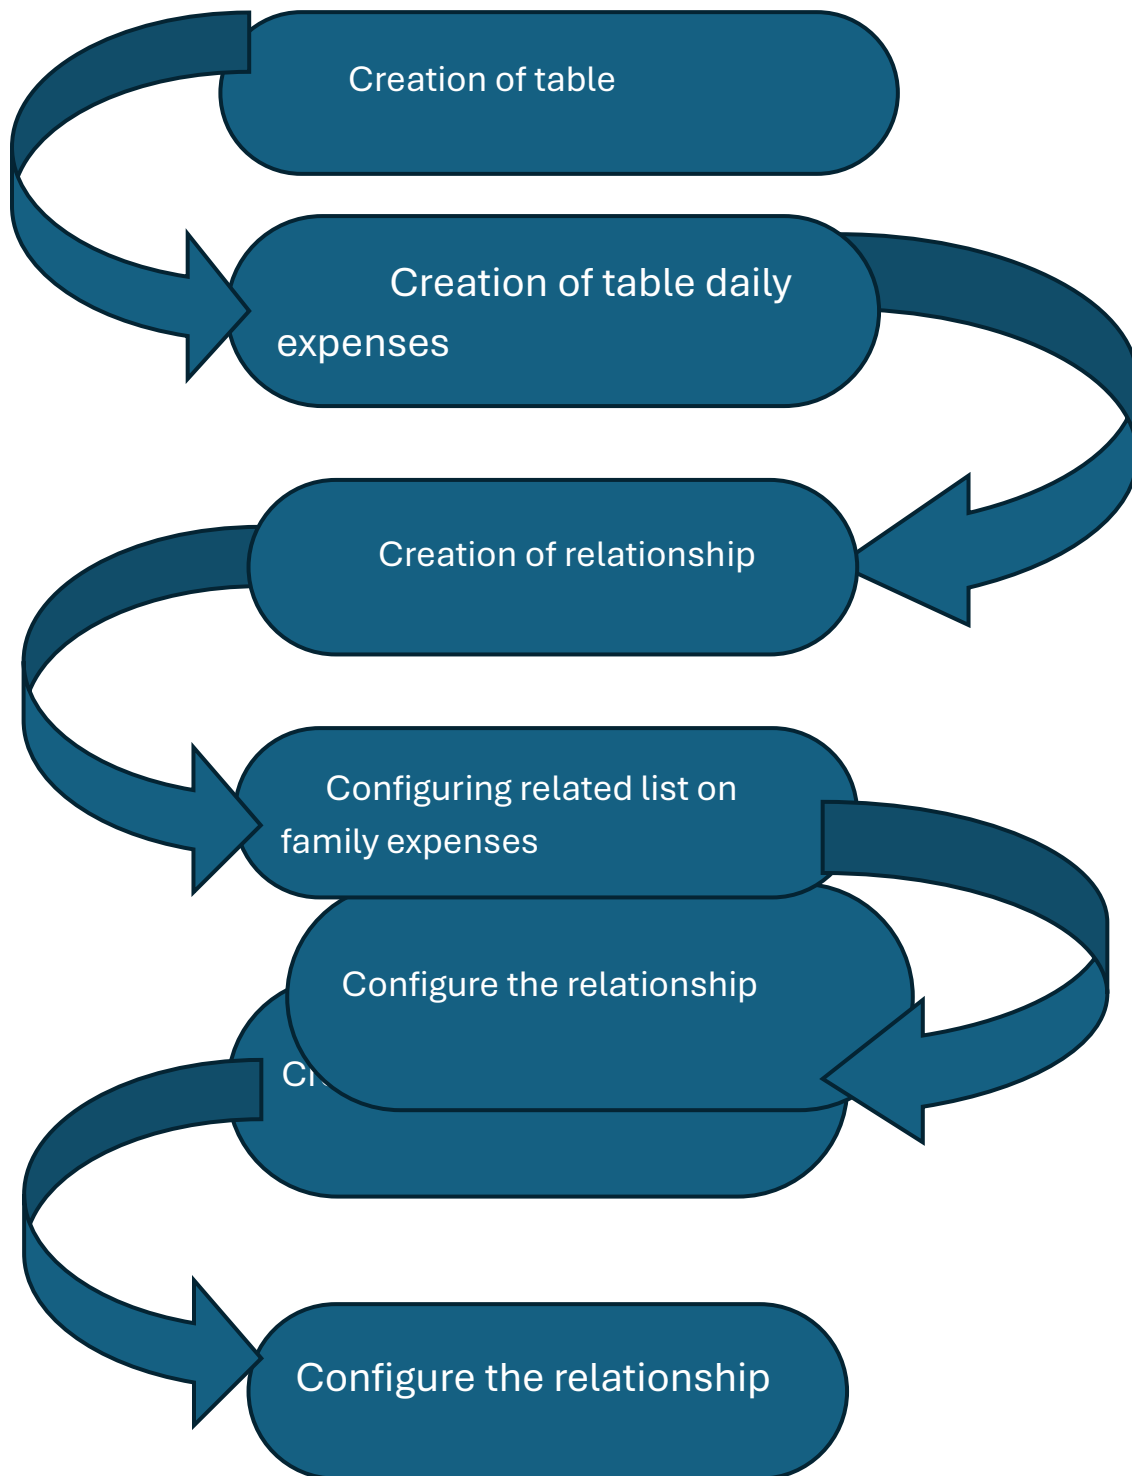 Creation of table
Creation of table daily
expenses
Creation of relationship
Configuring related list on
family expenses
Configure the relationship
Configure the relationship